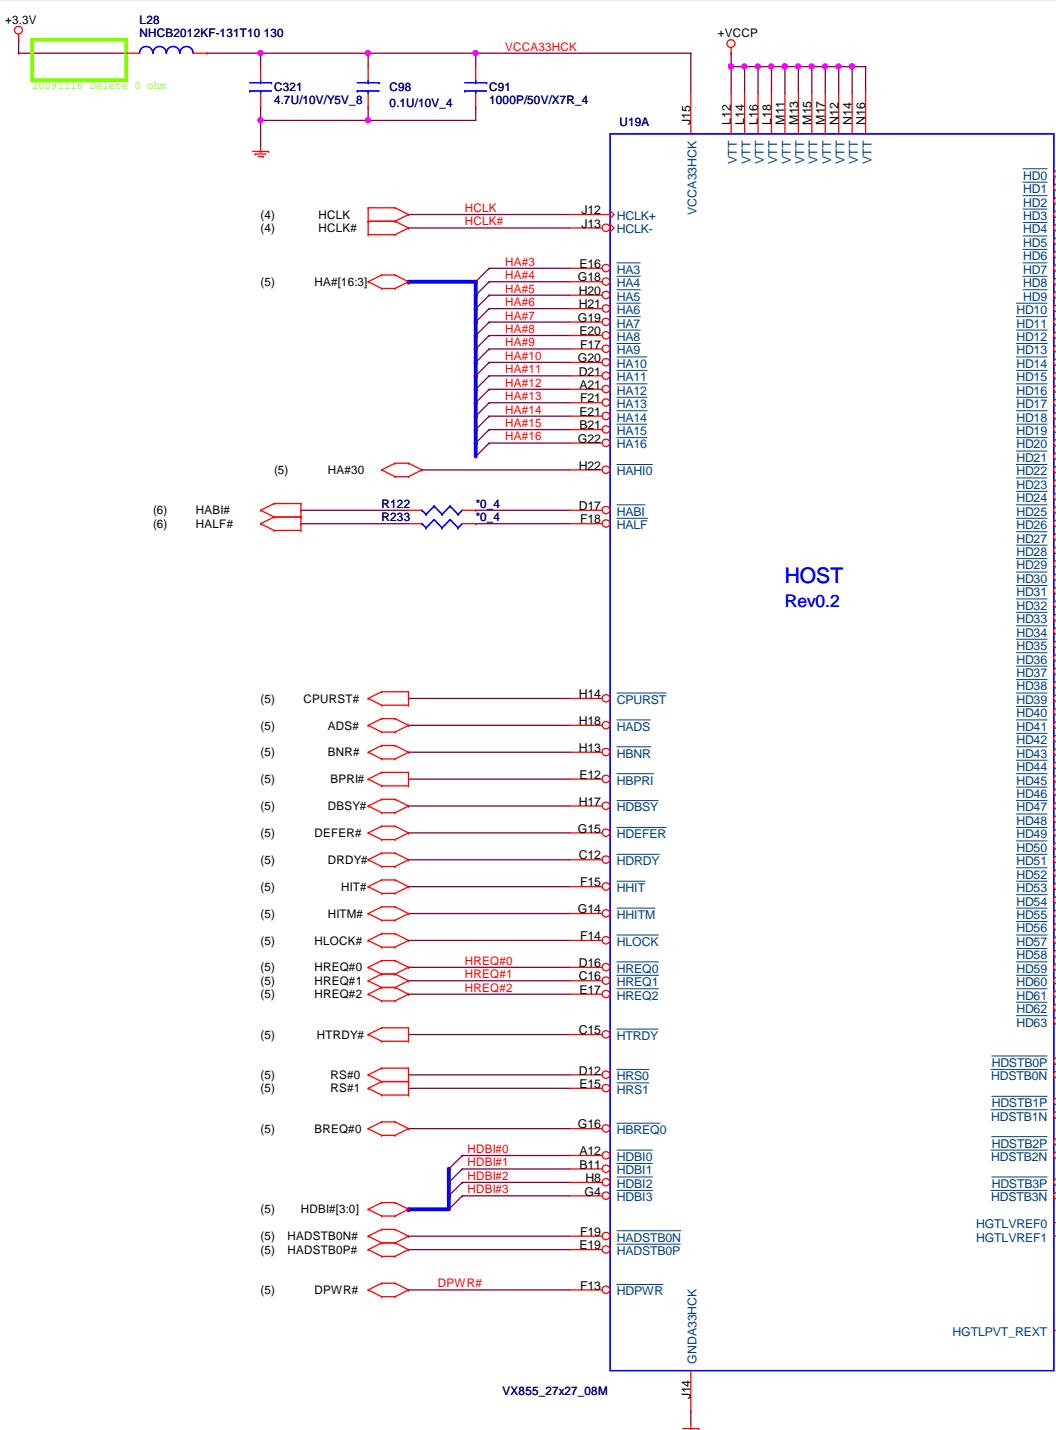 +3.3V
L28
NHCB2012KF-131T10 130
20091116 Delete 0 ohm
VCCA33HCK
+VCCP
C321
4.7U/10V/Y5V_8
C98
0.1U/10V_4
C91
1000P/50V/X7R_4
U19A
J15
VCCA33HCK
L12
L14
L16
L18
M11
M13
M15
M17
N12
N14
N16
VTT
VTT
VTT
VTT
VTT
VTT
VTT
VTT
VTT
VTT
VTT
(4) HCLK HCLK J12 HCLK+
(4) HCLK# HCLK# J13 HCLK-
(5) HA#[16:3]
HA#3 E16 HA3
HA#4 G18 HA4
HA#5 H20 HA5
HA#6 H21 HA6
HA#7 G19 HA7
HA#8 E20 HA8
HA#9 F17 HA9
HA#10 G20 HA10
HA#11 D21 HA11
HA#12 A21 HA12
HA#13 F21 HA13
HA#14 E21 HA14
HA#15 B21 HA15
HA#16 G22 HA16
(5) HA#30 H22 HAHI0
(6) HABI# R122 *0_4 D17 HABI
(6) HALF# R233 *0_4 F18 HALF
HOST
Rev0.2
(5) CPURST# H14 CPURST
(5) ADS# H18 HADS
(5) BNR# H13 HBNR
(5) BPRI# E12 HBPRI
(5) DBSY# H17 HDBSY
(5) DEFER# G15 HDEFER
(5) DRDY# C12 HDRDY
(5) HIT# F15 HHIT
(5) HITM# G14 HHITM
(5) HLOCK# F14 HLOCK
(5) HREQ#0 HREQ#0 D16 HREQ0
(5) HREQ#1 HREQ#1 C16 HREQ1
(5) HREQ#2 HREQ#2 E17 HREQ2
(5) HTRDY# C15 HTRDY
(5) RS#0 D12 HRS0
(5) RS#1 E15 HRS1
(5) BREQ#0 G16 HBREQ0
HDBI#0 A12 HDBI0
HDBI#1 B11 HDBI1
HDBI#2 H8 HDBI2
HDBI#3 G4 HDBI3
(5) HDBI#[3:0]
(5) HADSTB0N# F19 HADSTB0N
(5) HADSTB0P# E19 HADSTB0P
(5) DPWR# DPWR# F13 HDPWR
HD0
HD1
HD2
HD3
HD4
HD5
HD6
HD7
HD8
HD9
HD10
HD11
HD12
HD13
HD14
HD15
HD16
HD17
HD18
HD19
HD20
HD21
HD22
HD23
HD24
HD25
HD26
HD27
HD28
HD29
HD30
HD31
HD32
HD33
HD34
HD35
HD36
HD37
HD38
HD39
HD40
HD41
HD42
HD43
HD44
HD45
HD46
HD47
HD48
HD49
HD50
HD51
HD52
HD53
HD54
HD55
HD56
HD57
HD58
HD59
HD60
HD61
HD62
HD63
HDSTB0P
HDSTB0N
HDSTB1P
HDSTB1N
HDSTB2P
HDSTB2N
HDSTB3P
HDSTB3N
HGTLVREF0
HGTLVREF1
HGTLPVT_REXT
GNDA33HCK
J14
VX855_27x27_08M